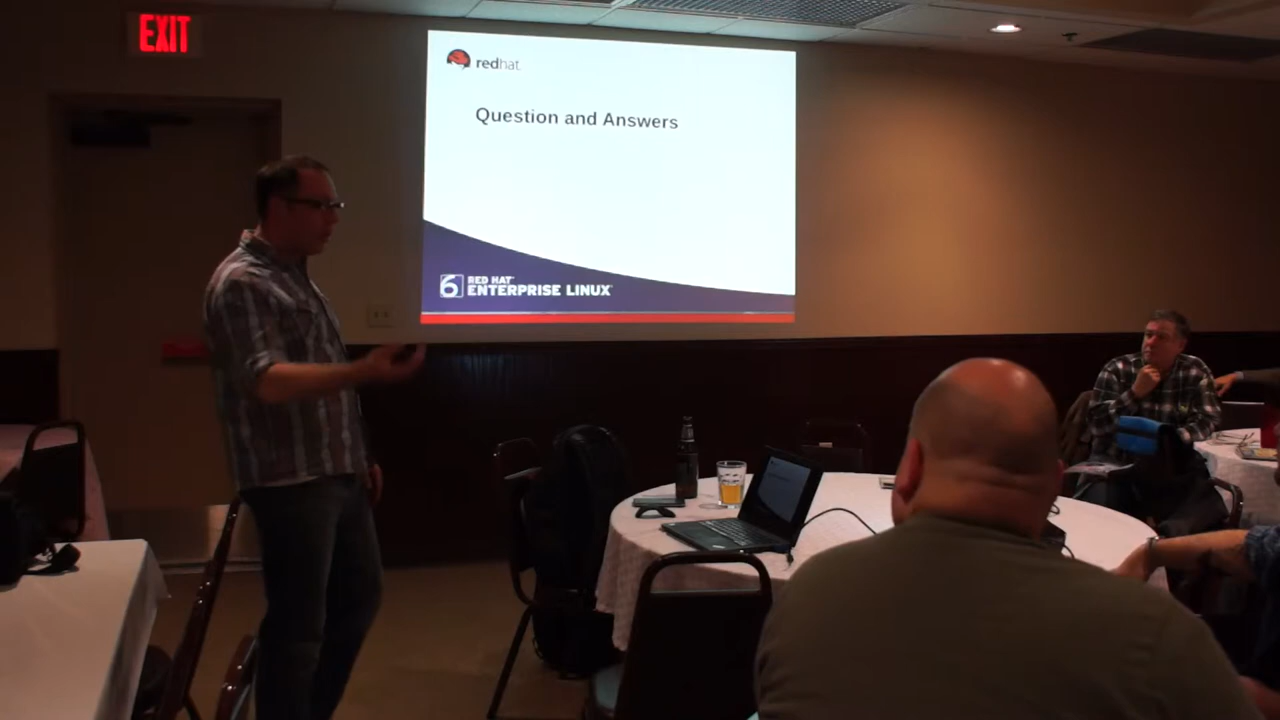 EXIT
redhat.
Question and Answers
6
RED HAT
ENTERPRISE LINUX